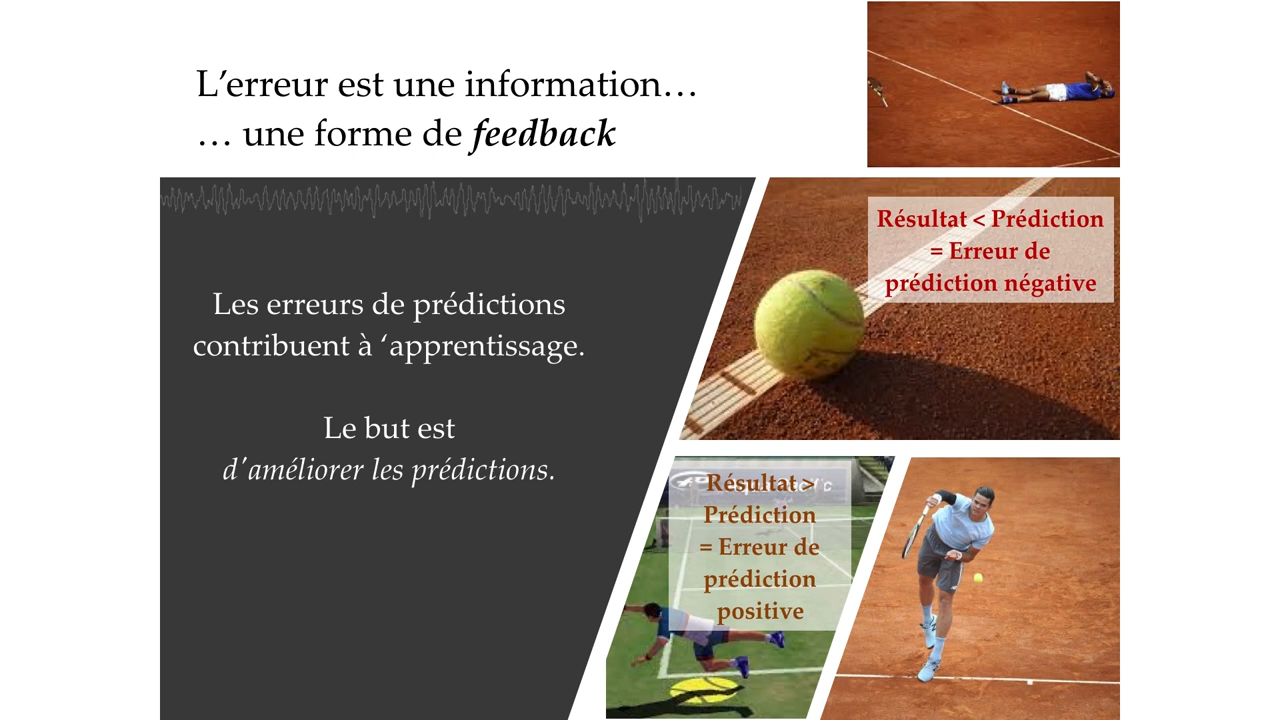 L’erreur est une information…
… une forme de feedback
Résultat < Prédiction
= Erreur de
prédiction négative
Les erreurs de prédictions
contribuent à ‘apprentissage.
Le but est
d'améliorer les prédictions.
Résultat >
Prédiction
= Erreur de
prédiction
positive